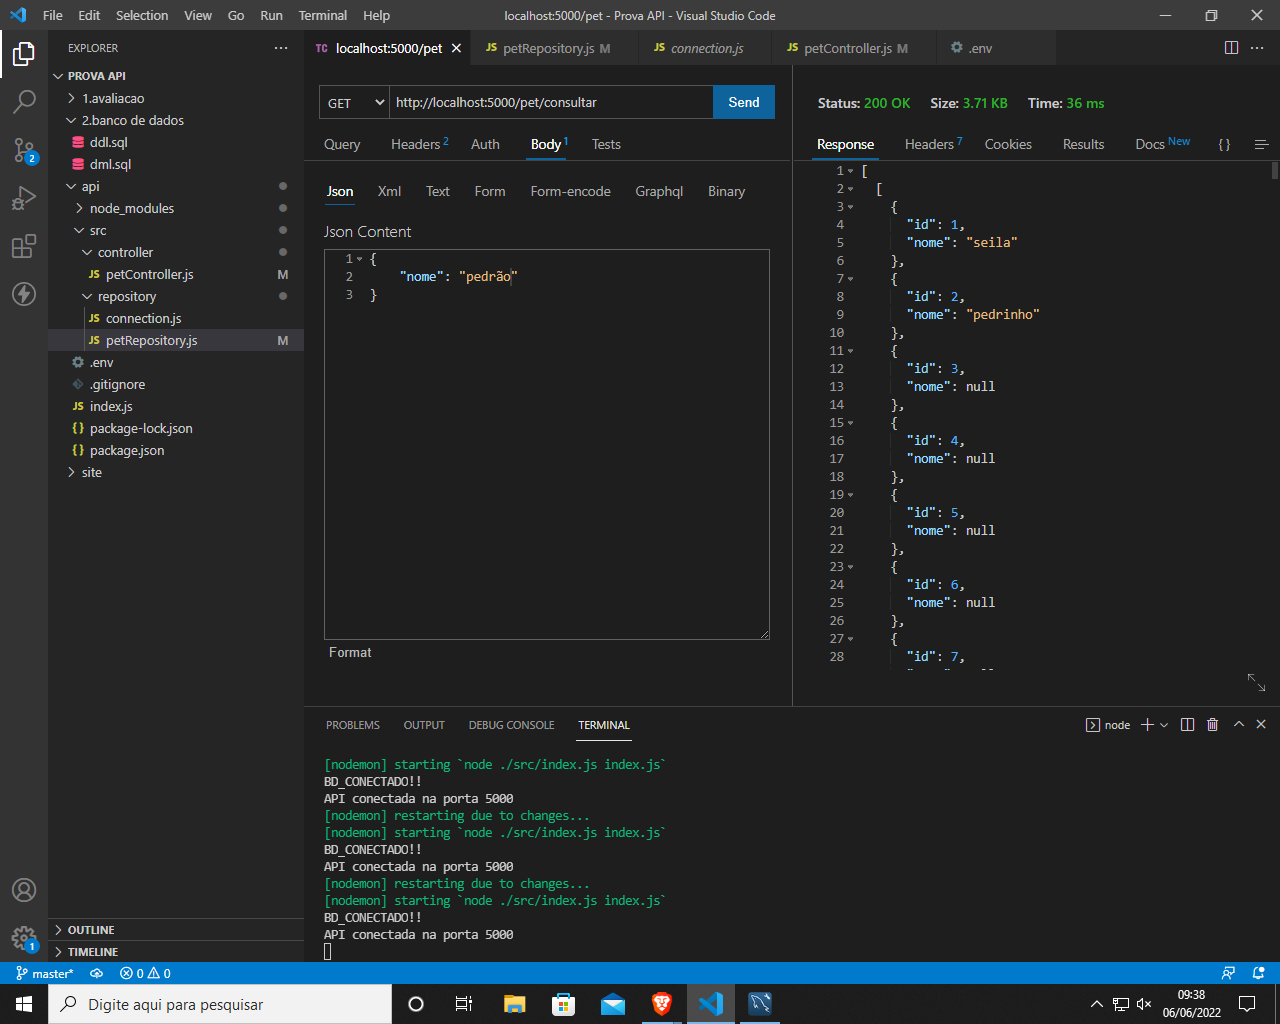 File Edit Selection View Go Run Terminal Help localhost:5000/pet - Prova API - Visual Studio Code
EXPLORER
PROVA API
1.avaliacao
2.banco de dados
ddl.sql
dml.sql
api
node_modules
src
controller
JS petController.js M
repository
JS connection.js
JS petRepository.js M
.env
.gitignore
JS index.js
{} package-lock.json
{} package.json
site
OUTLINE
TIMELINE
2
1
TC localhost:5000/pet JS petRepository.js M JS connection.js JS petController.js M .env
GET http://localhost:5000/pet/consultar Send
Query Headers 2 Auth Body 1 Tests
Json Xml Text Form Form-encode Graphql Binary
Json Content
1 {
2 "nome": "pedrão"
3 }
Format
Status: 200 OK Size: 3.71 KB Time: 36 ms
Response Headers 7 Cookies Results Docs New {}
1 [
2 [
3 {
4 "id": 1,
5 "nome": "seila"
6 },
7 {
8 "id": 2,
9 "nome": "pedrinho"
10 },
11 {
12 "id": 3,
13 "nome": null
14 },
15 {
16 "id": 4,
17 "nome": null
18 },
19 {
20 "id": 5,
21 "nome": null
22 },
23 {
24 "id": 6,
25 "nome": null
26 },
27 {
28 "id": 7,
PROBLEMS OUTPUT DEBUG CONSOLE TERMINAL node
[nodemon] starting `node ./src/index.js index.js`
BD_CONECTADO!!
API conectada na porta 5000
[nodemon] restarting due to changes...
[nodemon] starting `node ./src/index.js index.js`
BD_CONECTADO!!
API conectada na porta 5000
[nodemon] restarting due to changes...
[nodemon] starting `node ./src/index.js index.js`
BD_CONECTADO!!
API conectada na porta 5000
master* 0 0
Digite aqui para pesquisar
09:38
06/06/2022